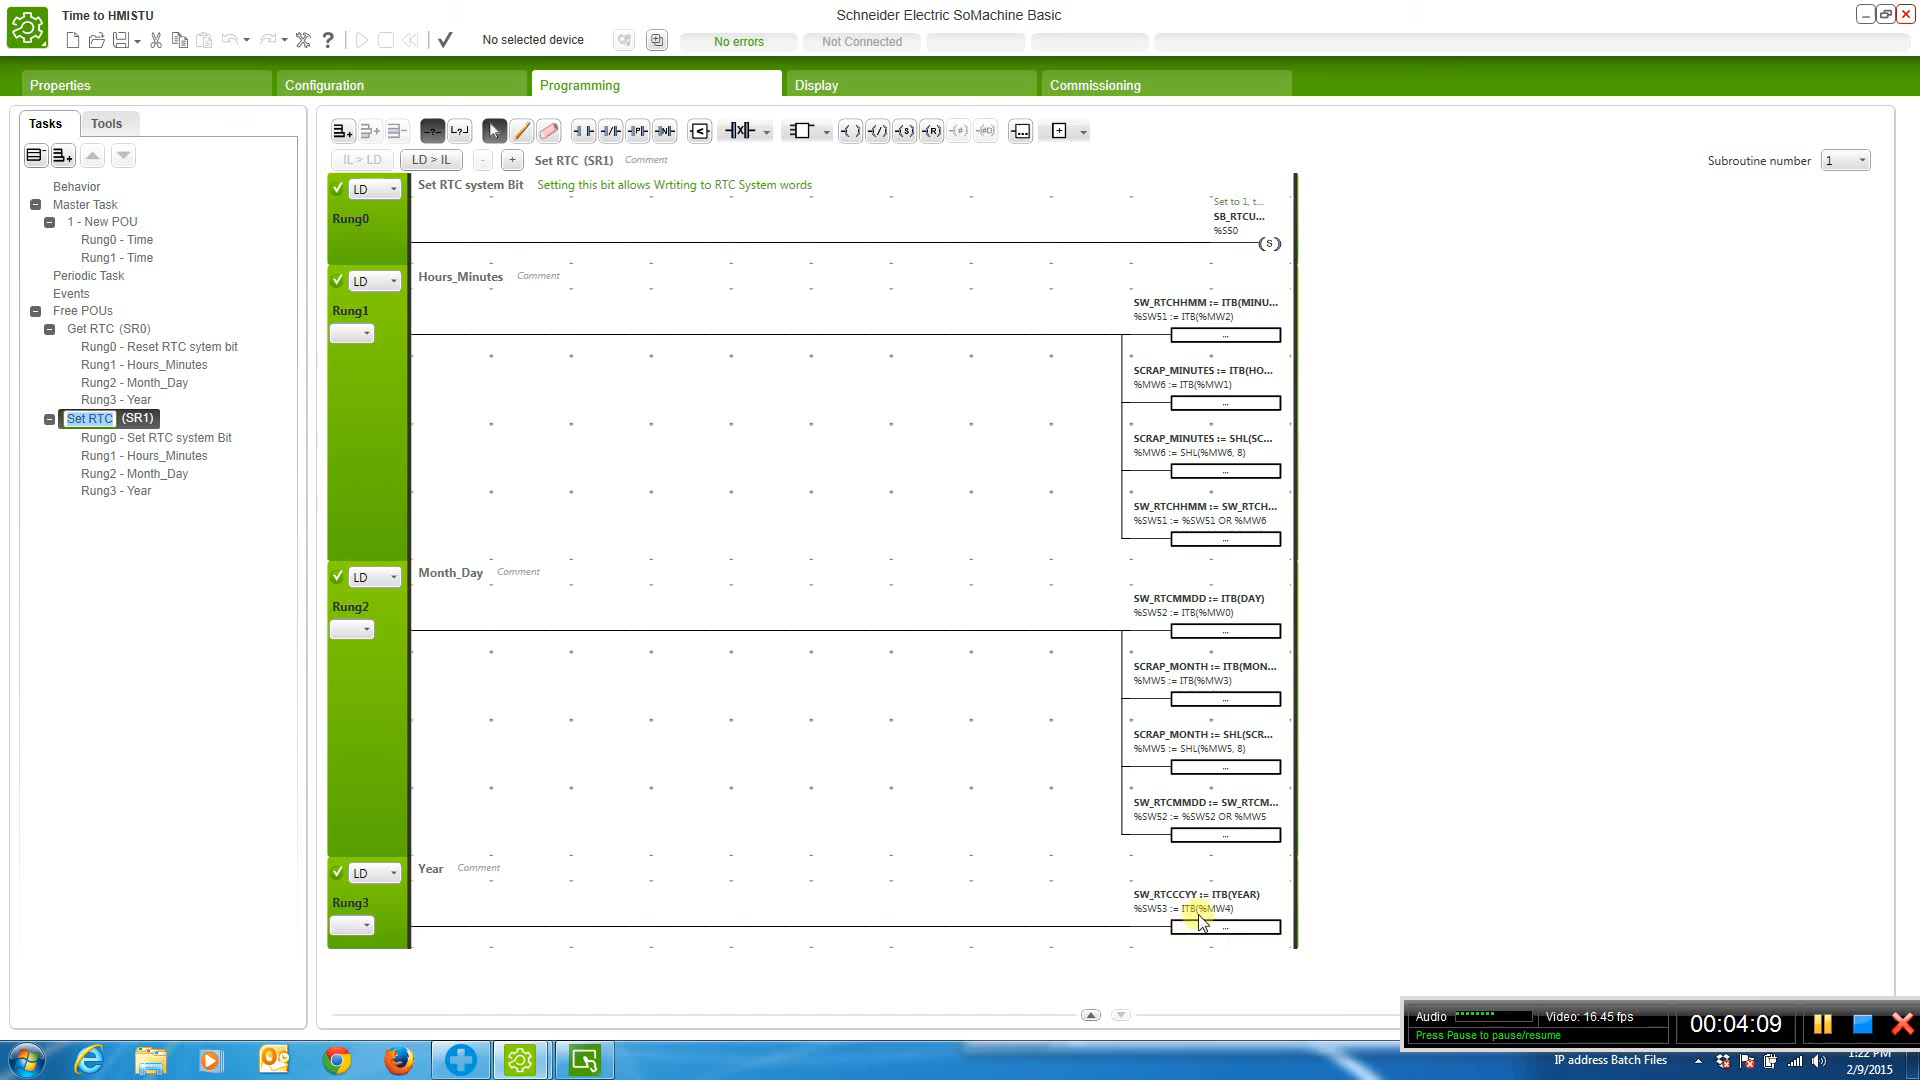 Time to HMISTU
Schneider Electric SoMachine Basic
No selected device
No errors
Not Connected
Properties
Configuration
Programming
Display
Commissioning
Tasks
Tools
IL > LD
LD > IL
-
+
Set RTC (SR1)
Comment
Subroutine number
1
Behavior
Master Task
1 - New POU
Rung0 - Time
Rung1 - Time
Periodic Task
Events
Free POUs
Get RTC (SR0)
Rung0 - Reset RTC sytem bit
Rung1 - Hours_Minutes
Rung2 - Month_Day
Rung3 - Year
Set RTC (SR1)
Rung0 - Set RTC system Bit
Rung1 - Hours_Minutes
Rung2 - Month_Day
Rung3 - Year
LD
Set RTC system Bit
Setting this bit allows Wrtiting to RTC System words
Rung0
Set to 1, t...
SB_RTCU...
%S50
S
LD
Hours_Minutes
Comment
Rung1
SW_RTCHHMM := ITB(MINU...
%SW51 := ITB(%MW2)
...
SCRAP_MINUTES := ITB(HO...
%MW6 := ITB(%MW1)
...
SCRAP_MINUTES := SHL(SC...
%MW6 := SHL(%MW6, 8)
...
SW_RTCHHMM := SW_RTCH...
%SW51 := %SW51 OR %MW6
...
LD
Month_Day
Comment
Rung2
SW_RTCMMDD := ITB(DAY)
%SW52 := ITB(%MW0)
...
SCRAP_MONTH := ITB(MON...
%MW5 := ITB(%MW3)
...
SCRAP_MONTH := SHL(SCR...
%MW5 := SHL(%MW5, 8)
...
SW_RTCMMDD := SW_RTCM...
%SW52 := %SW52 OR %MW5
...
LD
Year
Comment
Rung3
SW_RTCCCYY := ITB(YEAR)
%SW53 := ITB(%MW4)
...
Audio
Video: 16.45 fps
Press Pause to pause/resume
00:04:09
IP address Batch Files
1:22 PM
2/9/2015